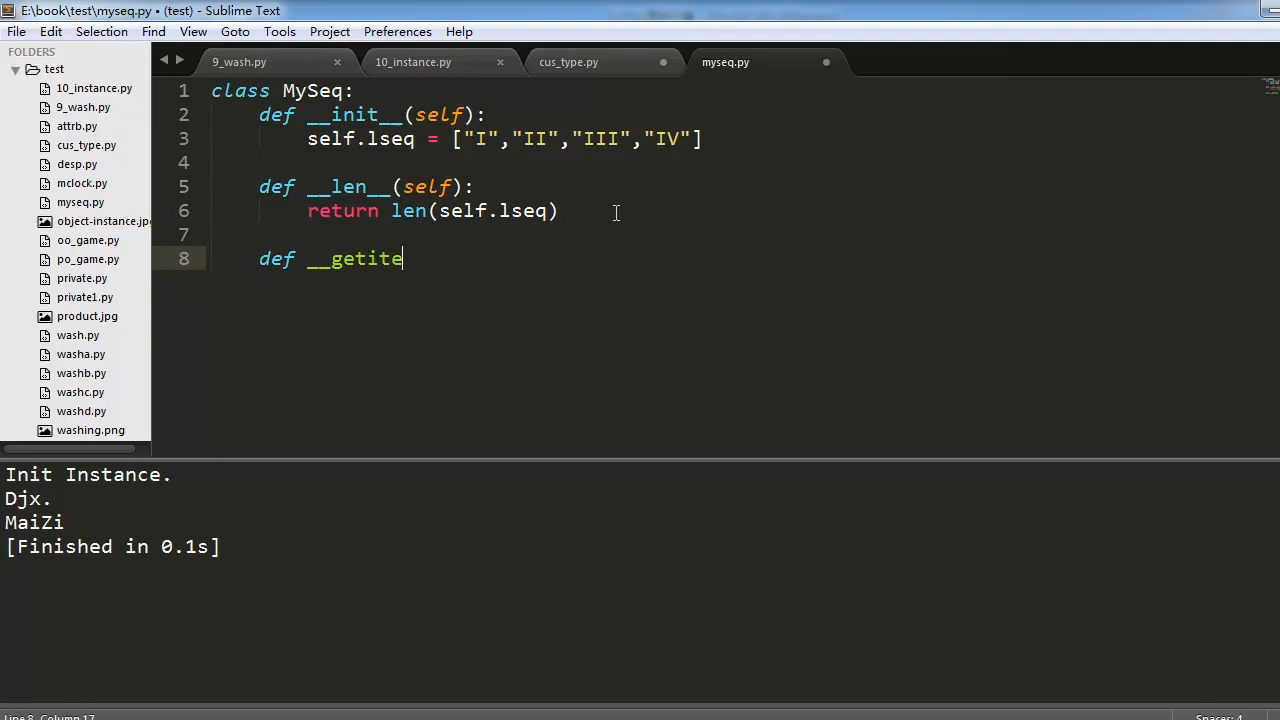 E:\book\test\myseq.py • (test) - Sublime Text
File Edit Selection Find View Goto Tools Project Preferences Help
FOLDERS
test
10_instance.py
9_wash.py
attrb.py
cus_type.py
desp.py
mclock.py
myseq.py
object-instance.jpg
oo_game.py
po_game.py
private.py
private1.py
product.jpg
wash.py
washa.py
washb.py
washc.py
washd.py
washing.png
9_wash.py 10_instance.py cus_type.py myseq.py
1 class MySeq:
2 def __init__(self):
3 self.lseq = ["I","II","III","IV"]
4
5 def __len__(self):
6 return len(self.lseq)
7
8 def __getite
Init Instance.
Djx.
MaiZi
[Finished in 0.1s]
Line 8, Column 17 Spaces: 4